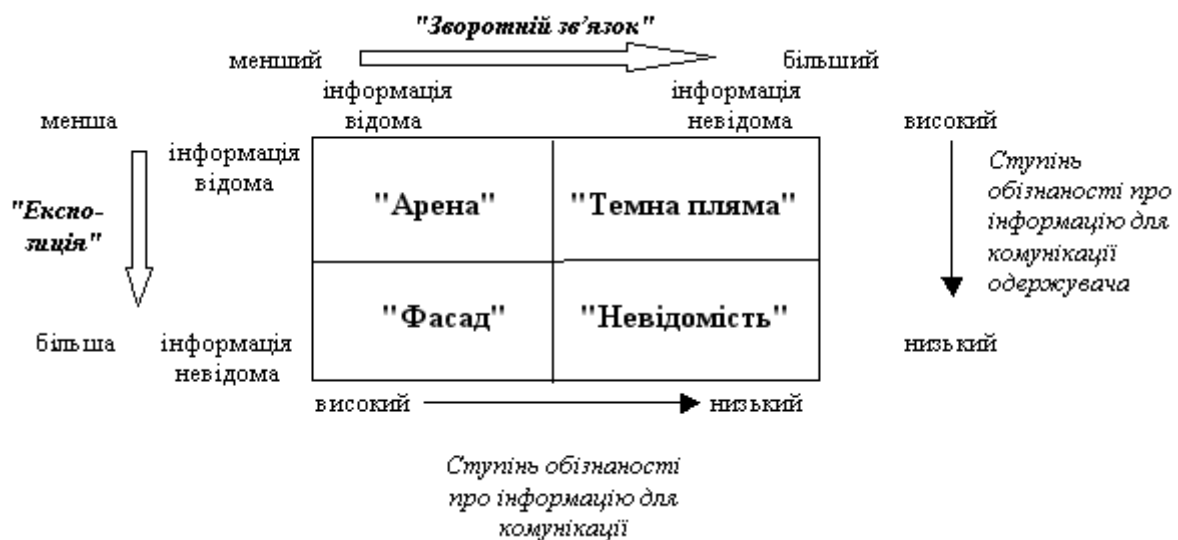 "Зворотній зв’язок"
менший більший
інформація відома
інформація невідома
менша
високий
інформація відома
"Експо-
зиція"
"Арена" "Темна пляма"
Ступінь
обізнаності про
інформацію для
комунікації
одержувача
"Фасад" "Невідомість"
більша
інформація
невідома
низький
високий низький
Ступінь обізнаності
про інформацію для
комунікації